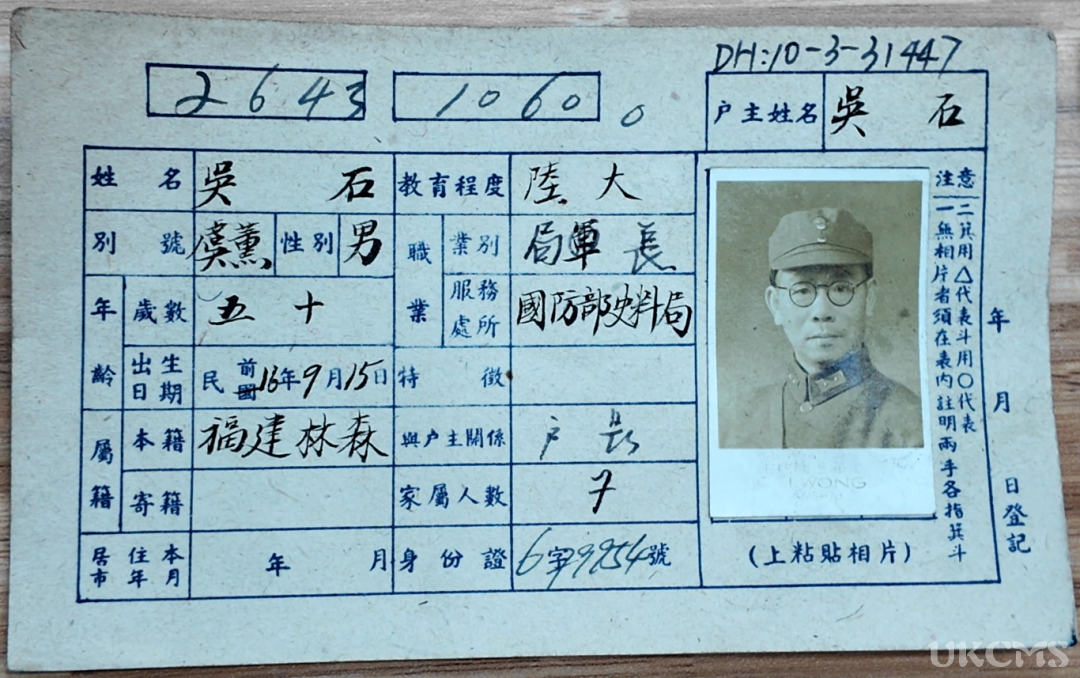 DH:10-3-31447
2643 1060 0
户主姓名 吳石
姓名 吳石 教育程度 陸大
別號 虞薰 性別 男 職業 業別 軍
局長
年齡 歲數 五十 服務處所 國防部史料局
出生日期 民前國16年9月15日 特徵
屬籍 本籍 福建林森 與户主關係 户長
寄籍 家屬人數 7
居住本市年月 年 月 身份證 6字9954號
注意
一無相片者須在表內註明兩手各指箕斗
二箕用△代表斗用○代表
(上粘貼相片)
年 月 日登記
WONG
UKCMS